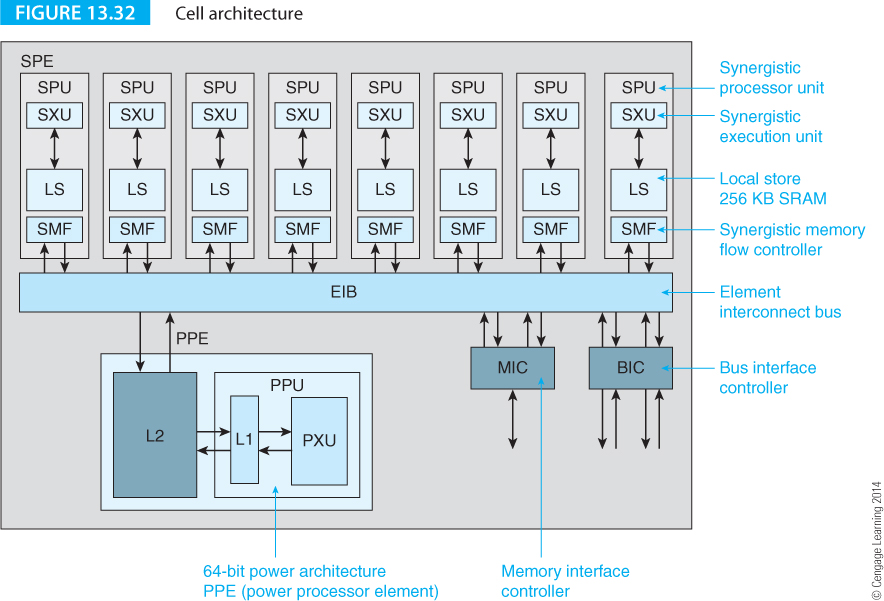 FIGURE 13.32 Cell architecture
SPE
SPU SPU SPU SPU SPU SPU SPU SPU
SXU SXU SXU SXU SXU SXU SXU SXU
LS LS LS LS LS LS LS LS
SMF SMF SMF SMF SMF SMF SMF SMF
Synergistic
processor unit
Synergistic
execution unit
Local store
256 KB SRAM
Synergistic memory
flow controller
EIB
Element
interconnect bus
PPE
PPU
L2
L1
PXU
MIC
BIC
Bus interface
controller
64-bit power architecture
PPE (power processor element)
Memory interface
controller
© Cengage Learning 2014